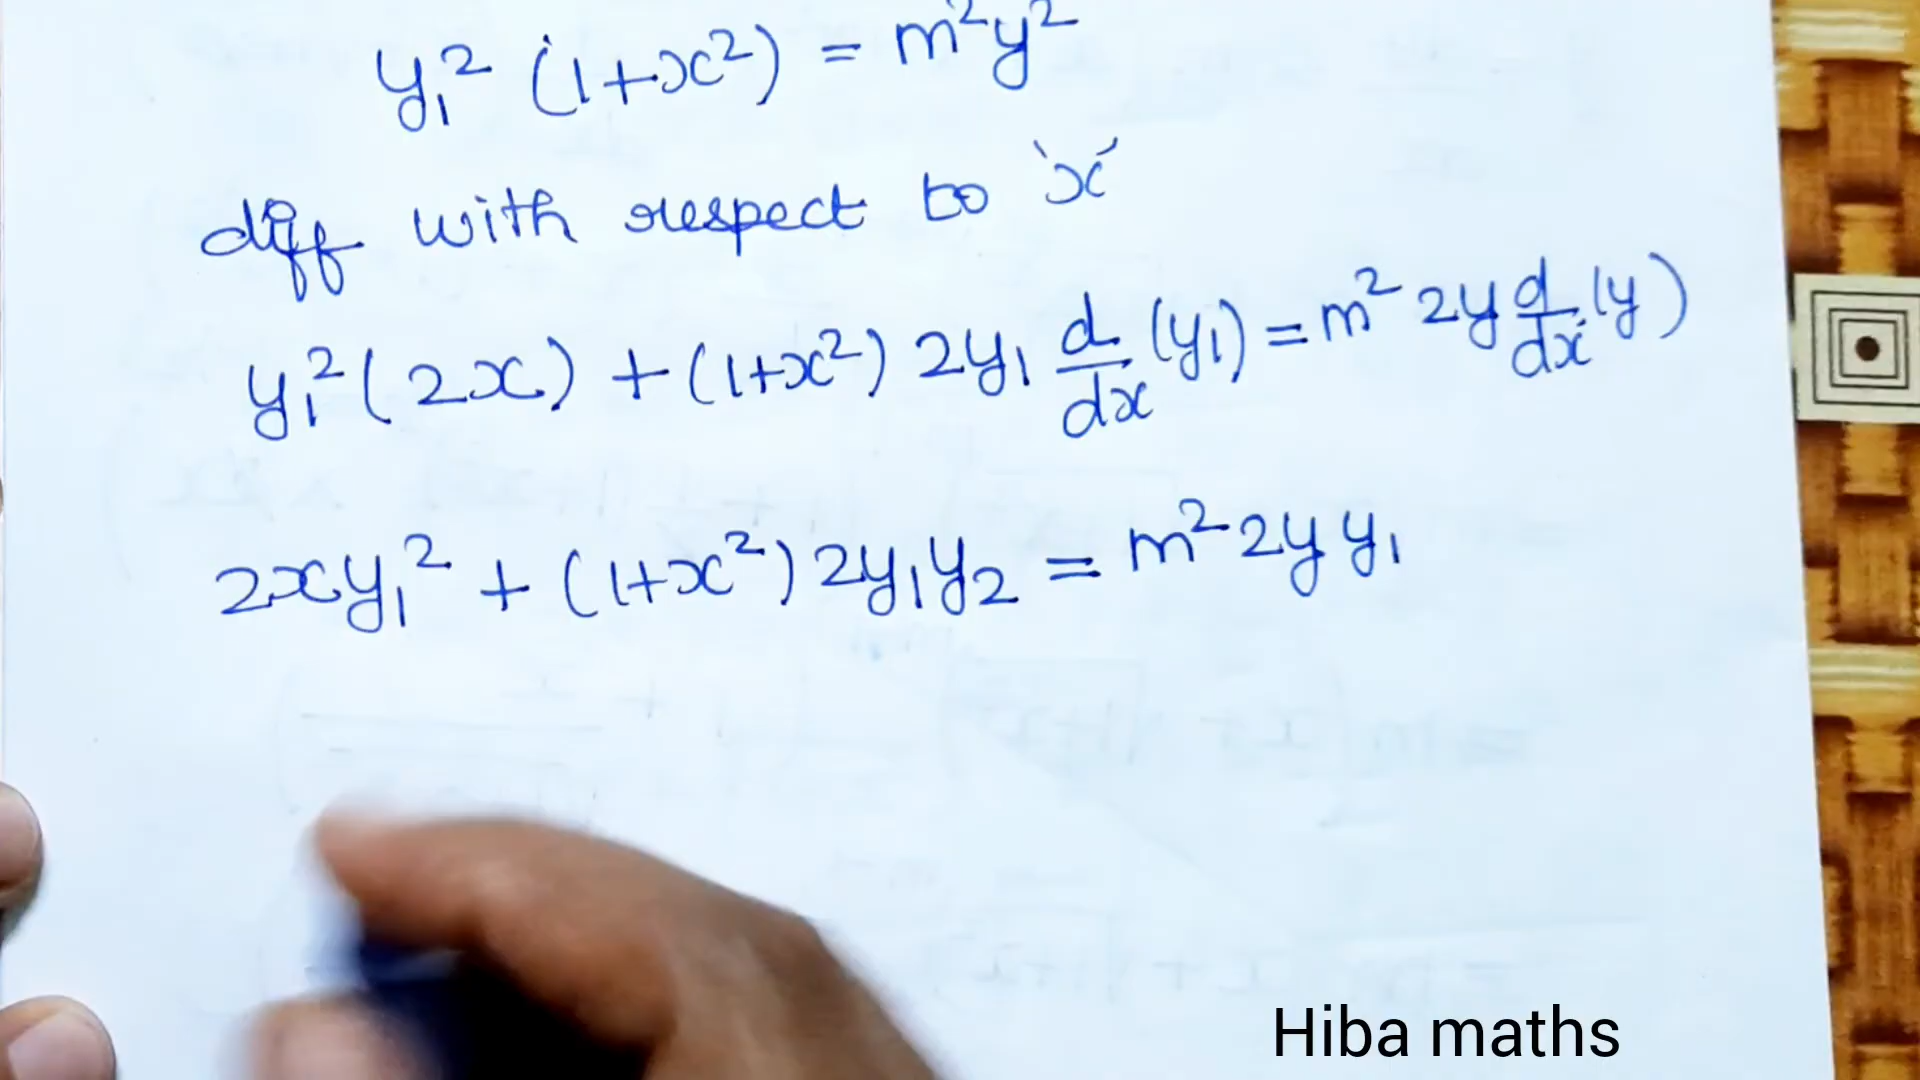 y₁² (1+x²) = m²y²
diff with respect to 'x'
y₁²(2x) + (1+x²) 2y₁ d/dx (y₁) = m² 2y d/dx (y)
2xy₁² + (1+x²) 2y₁y₂ = m² 2y y₁
Hiba maths